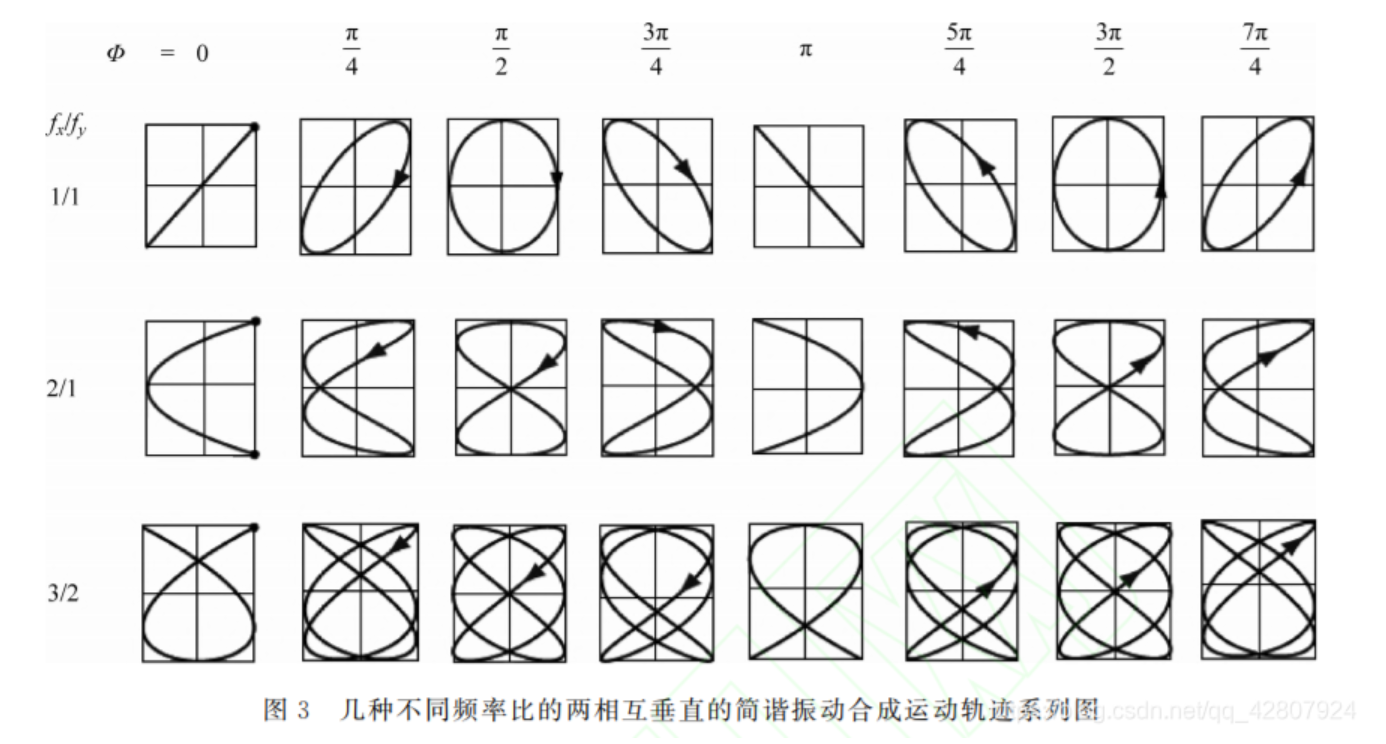 Φ = 0 π/4 π/2 3π/4 π 5π/4 3π/2 7π/4
fx/fy
1/1
2/1
3/2
图 3 几种不同频率比的两相互垂直的简谐振动合成运动轨迹系列图
g.csdn.net/qq_42807924